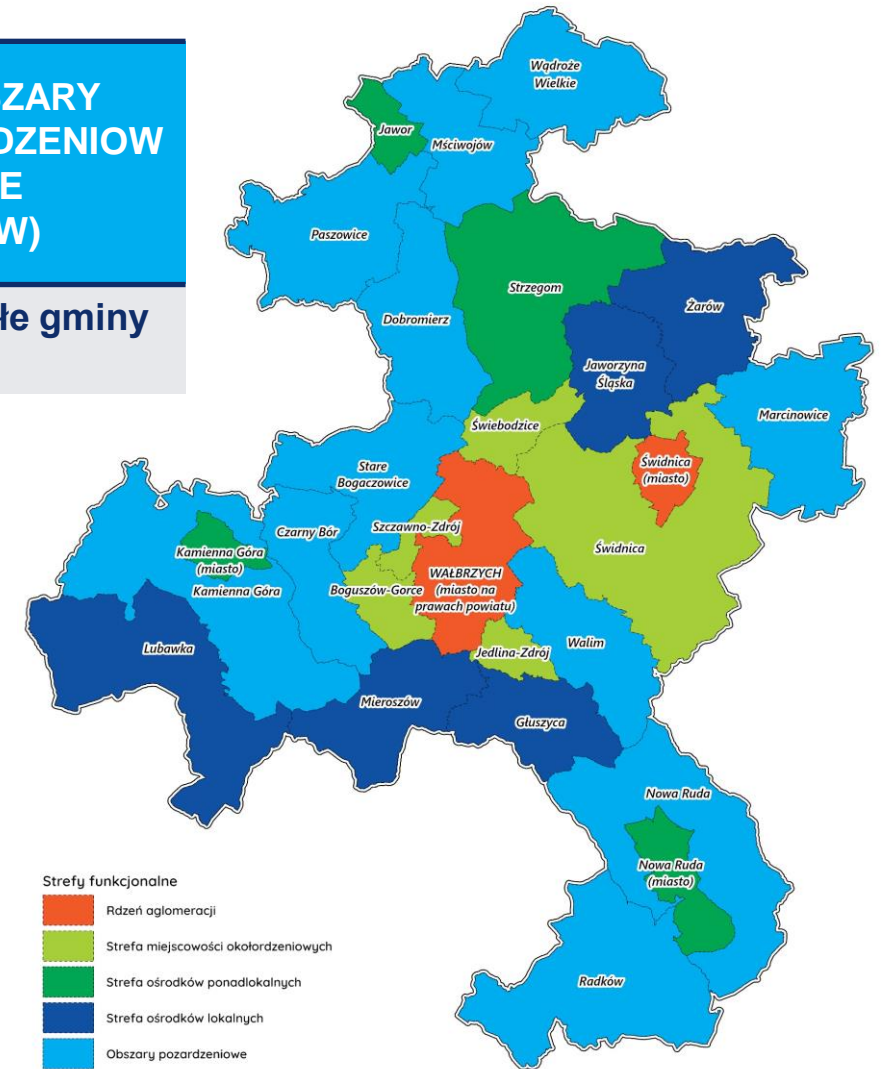 SZARY
DZENIOW
E
W)
łe gminy
Wądroże
Wielkie
Jawor
Mściwojów
Paszowice
Strzegom
Dobromierz
Żarów
Jaworzyna
Śląska
Marcinowice
Świebodzice
Świdnica
(miasto)
Stare
Bogaczowice
Szczawno-Zdrój
Czarny Bór
Świdnica
Kamienna Góra
(miasto)
Kamienna Góra
WAŁBRZYCH
(miasto na
prawach powiatu)
Boguszów-Gorce
Lubawka
Jedlina-Zdrój
Walim
Mieroszów
Głuszyca
Nowa Ruda
Nowa Ruda
(miasto)
Radków
Strefy funkcjonalne
Rdzeń aglomeracji
Strefa miejscowości okołordzeniowych
Strefa ośrodków ponadlokalnych
Strefa ośrodków lokalnych
Obszary pozardzeniowe